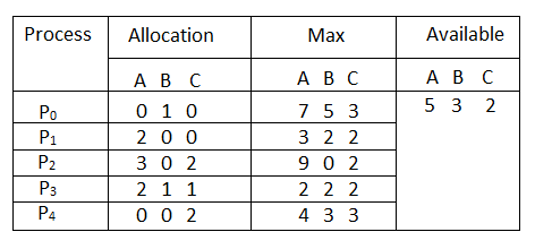 Process Allocation Max Available
A B C A B C A B C
P0 0 1 0 7 5 3 5 3 2
P1 2 0 0 3 2 2
P2 3 0 2 9 0 2
P3 2 1 1 2 2 2
P4 0 0 2 4 3 3